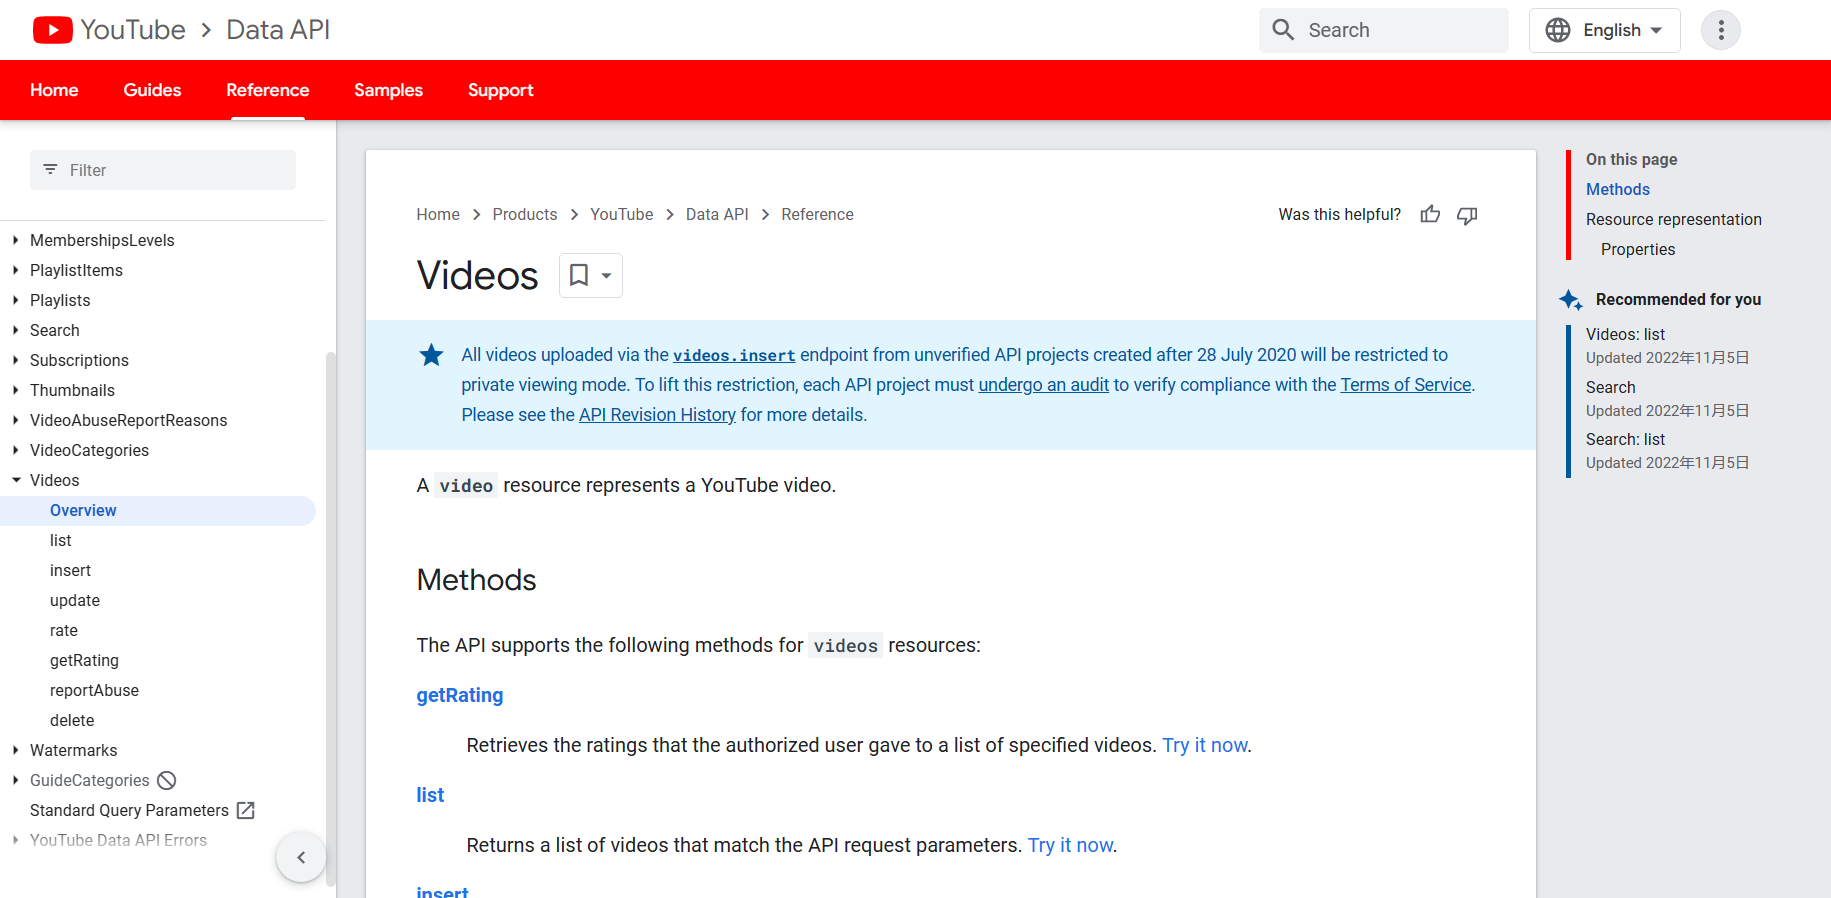 YouTube > Data API
Search
English
Home Guides Reference Samples Support
Filter
MembershipsLevels
PlaylistItems
Playlists
Search
Subscriptions
Thumbnails
VideoAbuseReportReasons
VideoCategories
Videos
Overview
list
insert
update
rate
getRating
reportAbuse
delete
Watermarks
GuideCategories
Standard Query Parameters
YouTube Data API Errors
Home > Products > YouTube > Data API > Reference
Was this helpful?
Videos
All videos uploaded via the videos.insert endpoint from unverified API projects created after 28 July 2020 will be restricted to
private viewing mode. To lift this restriction, each API project must undergo an audit to verify compliance with the Terms of Service.
Please see the API Revision History for more details.
A video resource represents a YouTube video.
Methods
The API supports the following methods for videos resources:
getRating
Retrieves the ratings that the authorized user gave to a list of specified videos. Try it now.
list
Returns a list of videos that match the API request parameters. Try it now.
insert
On this page
Methods
Resource representation
Properties
Recommended for you
Videos: list
Updated 2022年11月5日
Search
Updated 2022年11月5日
Search: list
Updated 2022年11月5日